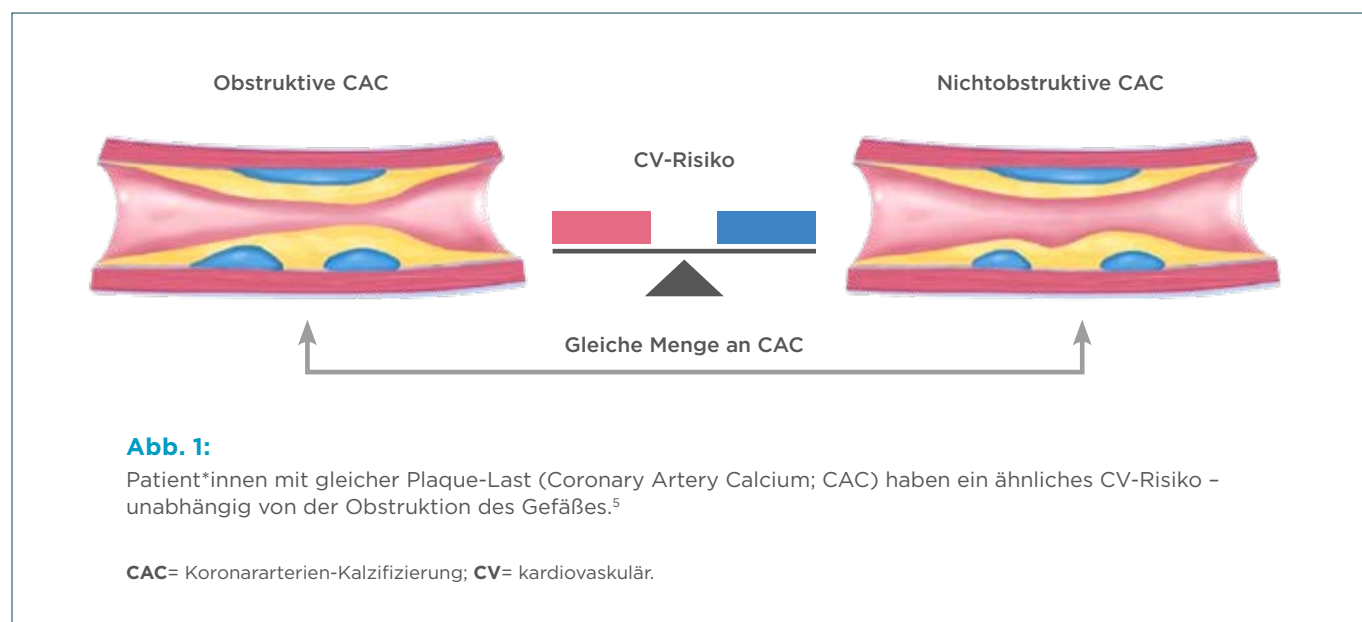 Obstruktive CAC
Nichtobstruktive CAC
CV-Risiko
Gleiche Menge an CAC
Abb. 1:
Patient*innen mit gleicher Plaque-Last (Coronary Artery Calcium; CAC) haben ein ähnliches CV-Risiko –
unabhängig von der Obstruktion des Gefäßes.⁵
CAC= Koronararterien-Kalzifizierung; CV= kardiovaskulär.